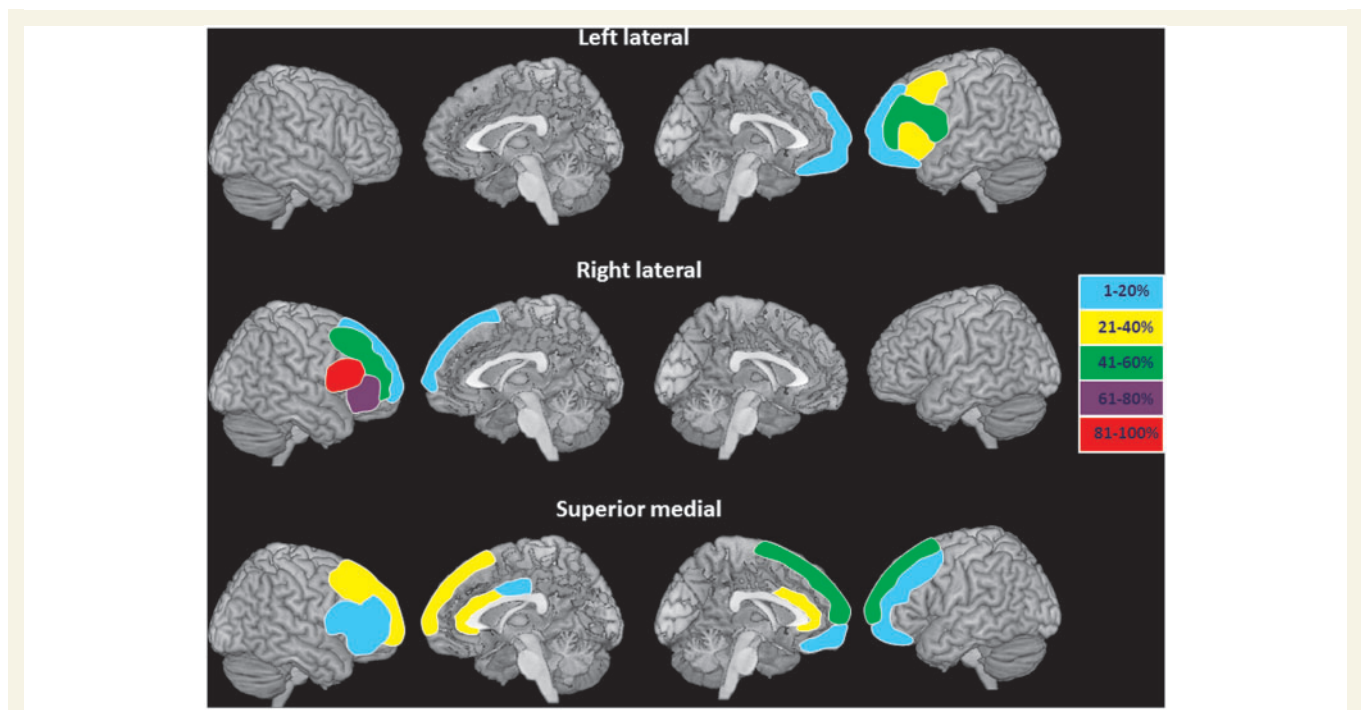 Left lateral
Right lateral
1-20%
21-40%
41-60%
61-80%
81-100%
Superior medial